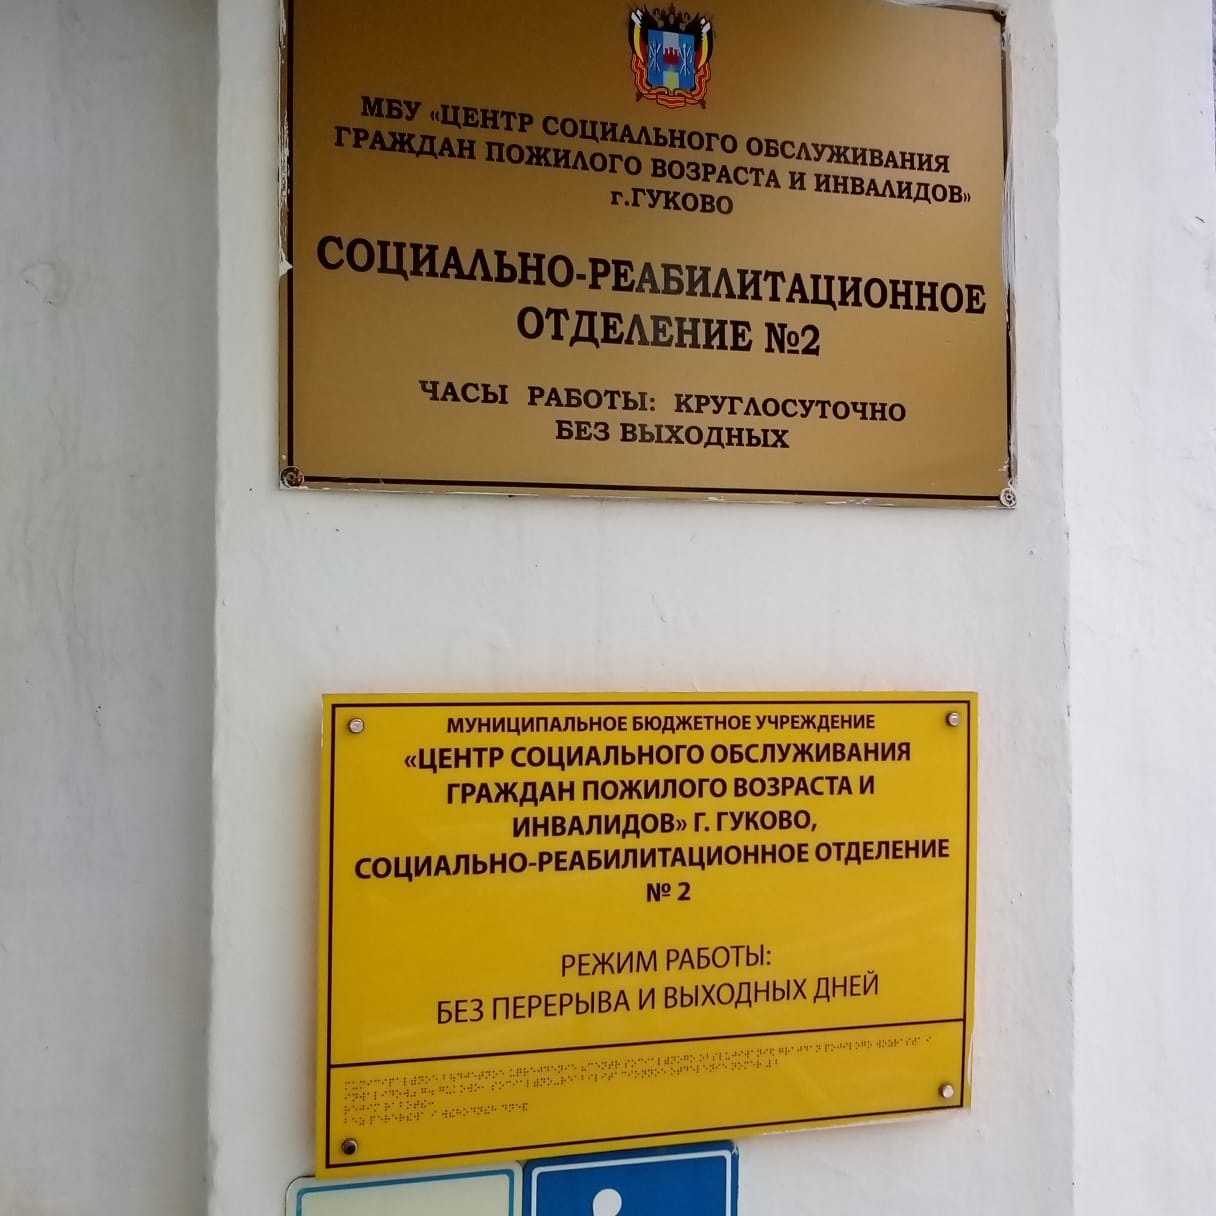 МБУ «ЦЕНТР СОЦИАЛЬНОГО ОБСЛУЖИВАНИЯ
ГРАЖДАН ПОЖИЛОГО ВОЗРАСТА И ИНВАЛИДОВ»
г.ГУКОВО
СОЦИАЛЬНО-РЕАБИЛИТАЦИОННОЕ
ОТДЕЛЕНИЕ №2
ЧАСЫ РАБОТЫ: КРУГЛОСУТОЧНО
БЕЗ ВЫХОДНЫХ
МУНИЦИПАЛЬНОЕ БЮДЖЕТНОЕ УЧРЕЖДЕНИЕ
«ЦЕНТР СОЦИАЛЬНОГО ОБСЛУЖИВАНИЯ
ГРАЖДАН ПОЖИЛОГО ВОЗРАСТА И
ИНВАЛИДОВ» Г. ГУКОВО,
СОЦИАЛЬНО-РЕАБИЛИТАЦИОННОЕ ОТДЕЛЕНИЕ
№ 2
РЕЖИМ РАБОТЫ:
БЕЗ ПЕРЕРЫВА И ВЫХОДНЫХ ДНЕЙ